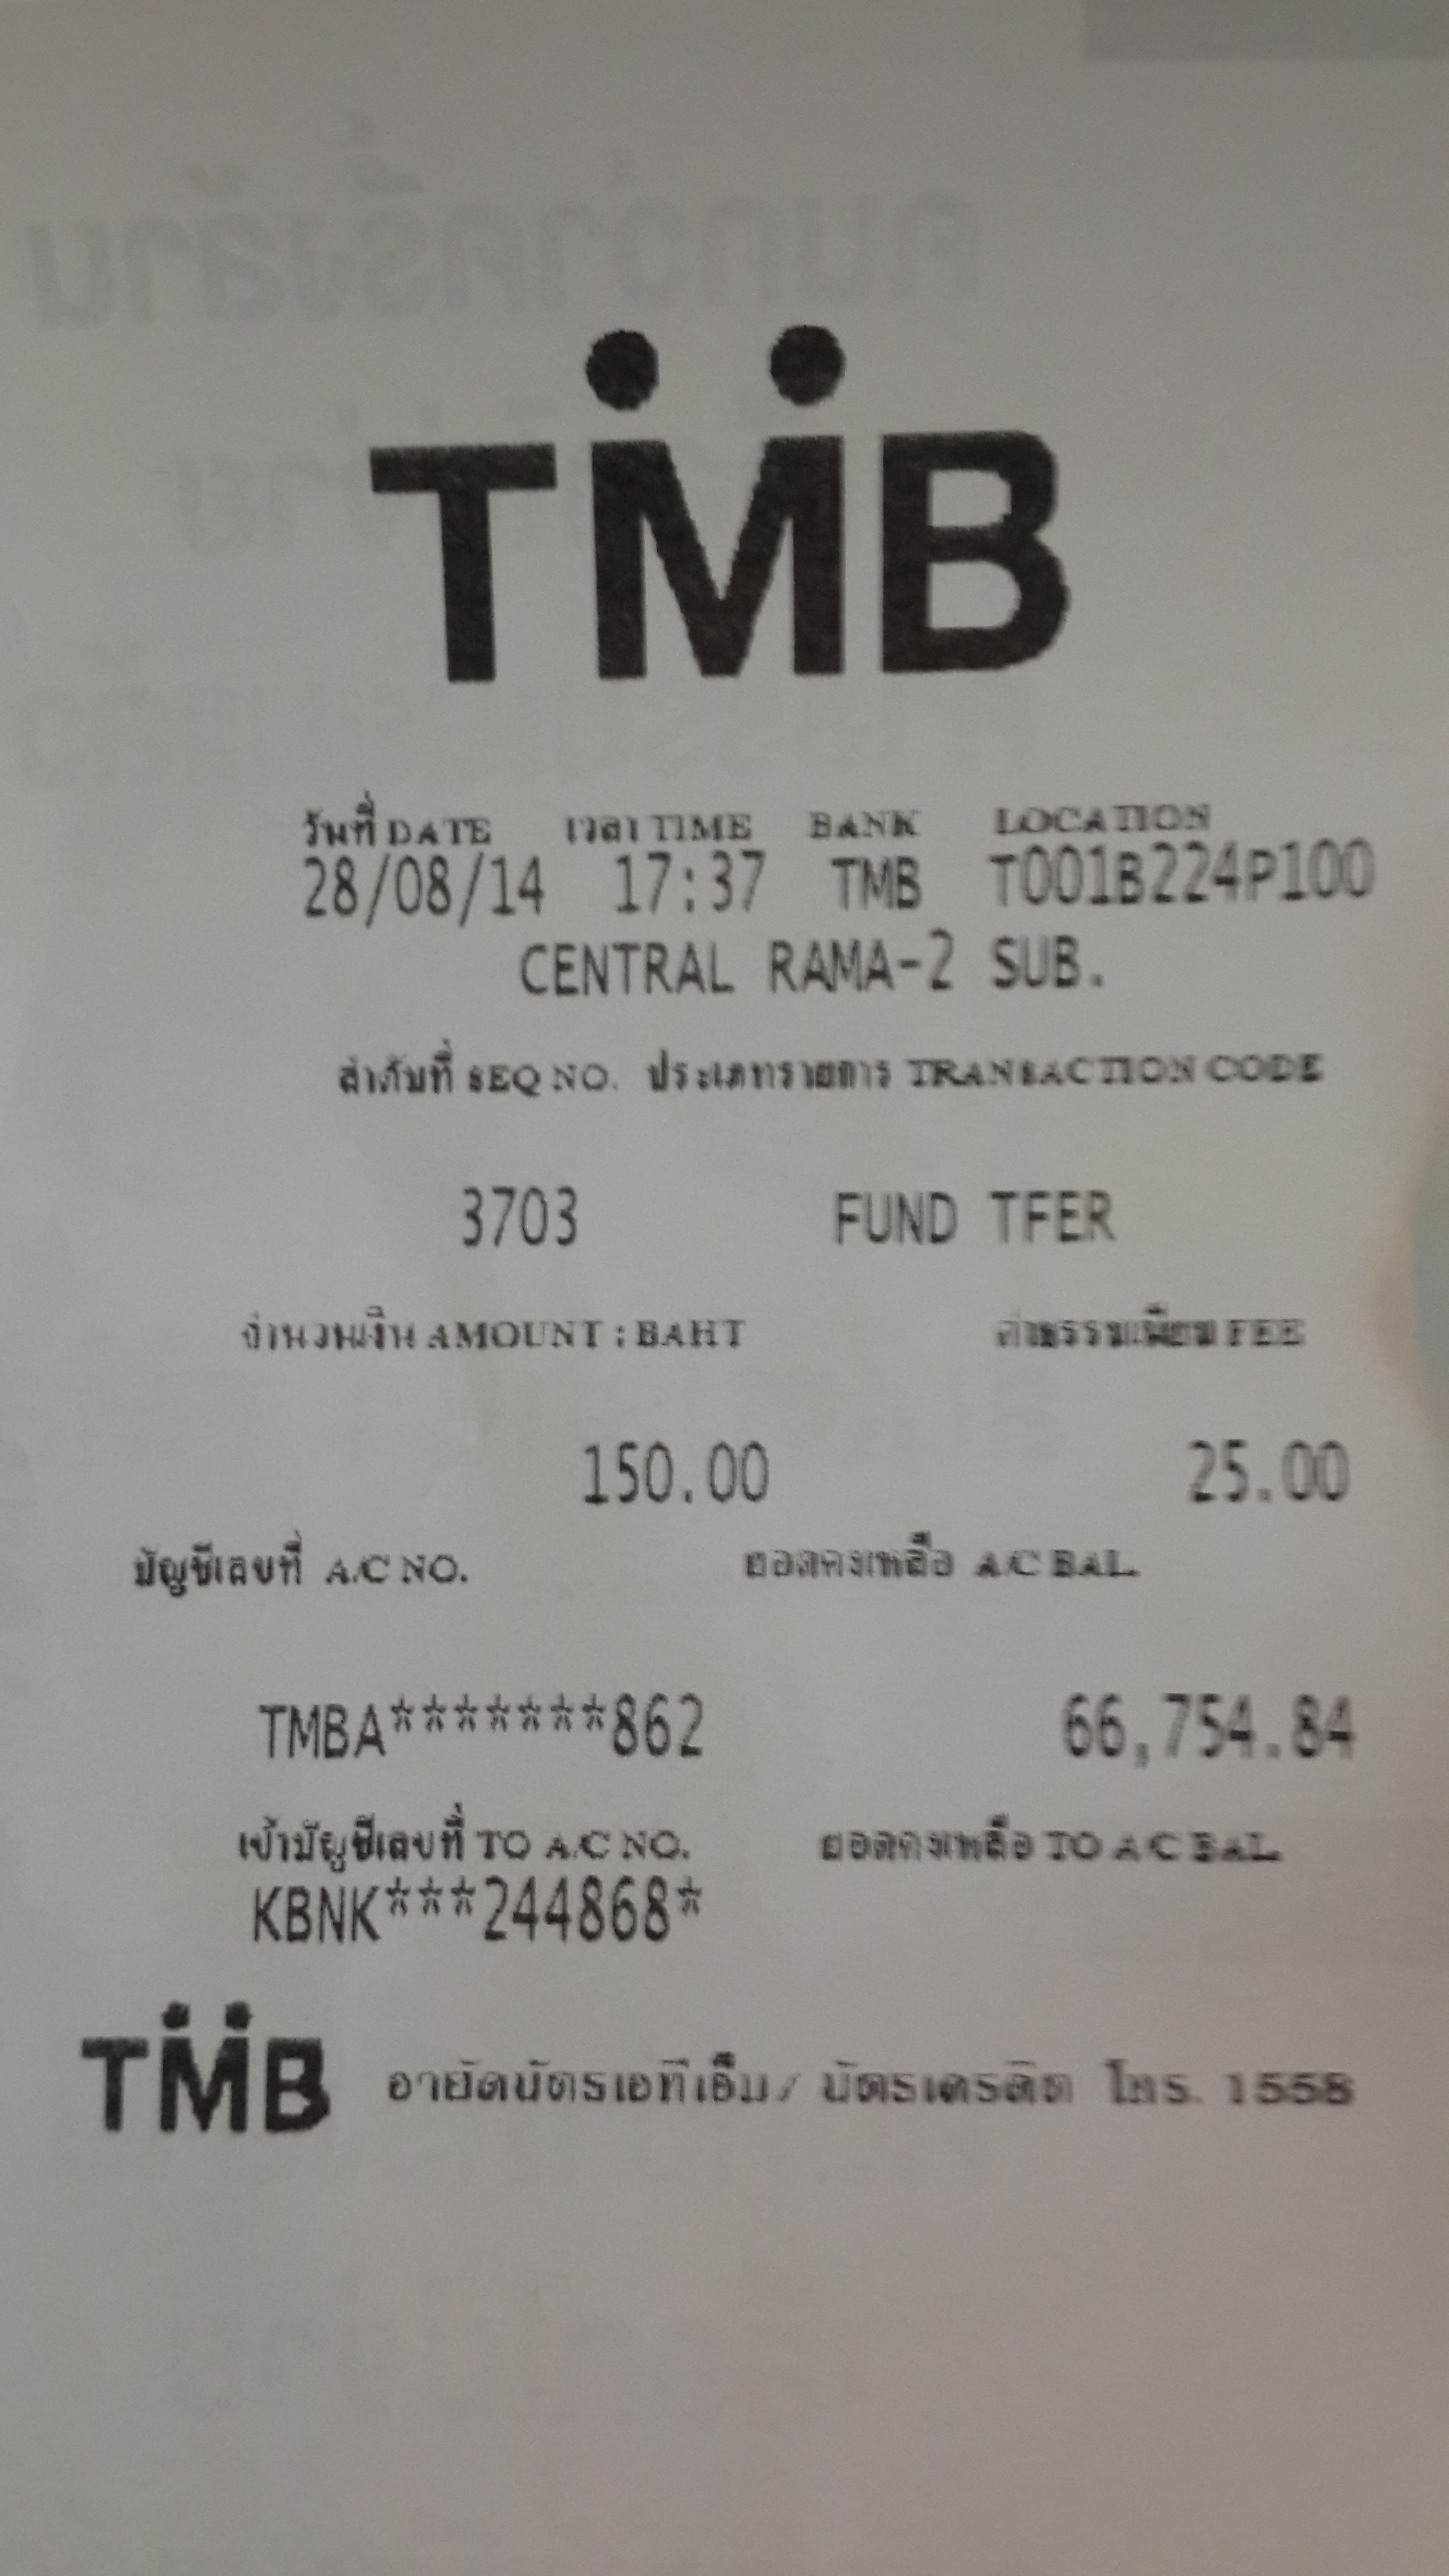 TMB
วันที่ DATE เวลา TIME BANK LOCATION
28/08/14 17:37 TMB T001B224P100
CENTRAL RAMA-2 SUB.
ลำดับที่ SEQ NO. ประเภทรายการ TRANSACTION CODE
3703 FUND TFER
จำนวนเงิน AMOUNT : BAHT ค่าธรรมเนียม FEE
150.00 25.00
บัญชีเลขที่ A/C NO. ยอดคงเหลือ A/C BAL.
TMBA*******862 66,754.84
เข้าบัญชีเลขที่ TO A/C NO. ยอดคงเหลือ TO A/C BAL.
KBNK***244868*
TMB อายัดบัตรเอทีเอ็ม/ บัตรเครดิต โทร. 1558